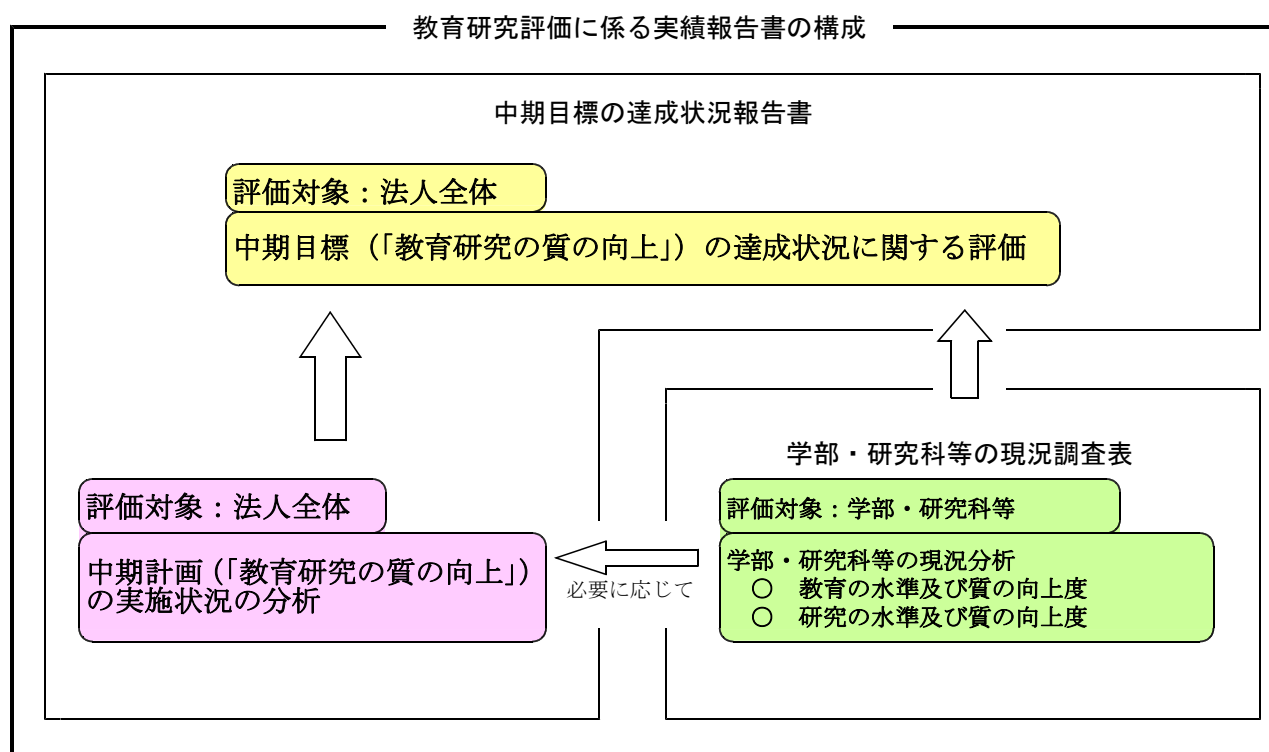 教育研究評価に係る実績報告書の構成
中期目標の達成状況報告書
評価対象：法人全体
中期目標（「教育研究の質の向上」）の達成状況に関する評価
学部・研究科等の現況調査表
評価対象：法人全体
中期計画（「教育研究の質の向上」）
の実施状況の分析
必要に応じて
評価対象：学部・研究科等
学部・研究科等の現況分析
○　教育の水準及び質の向上度
○　研究の水準及び質の向上度